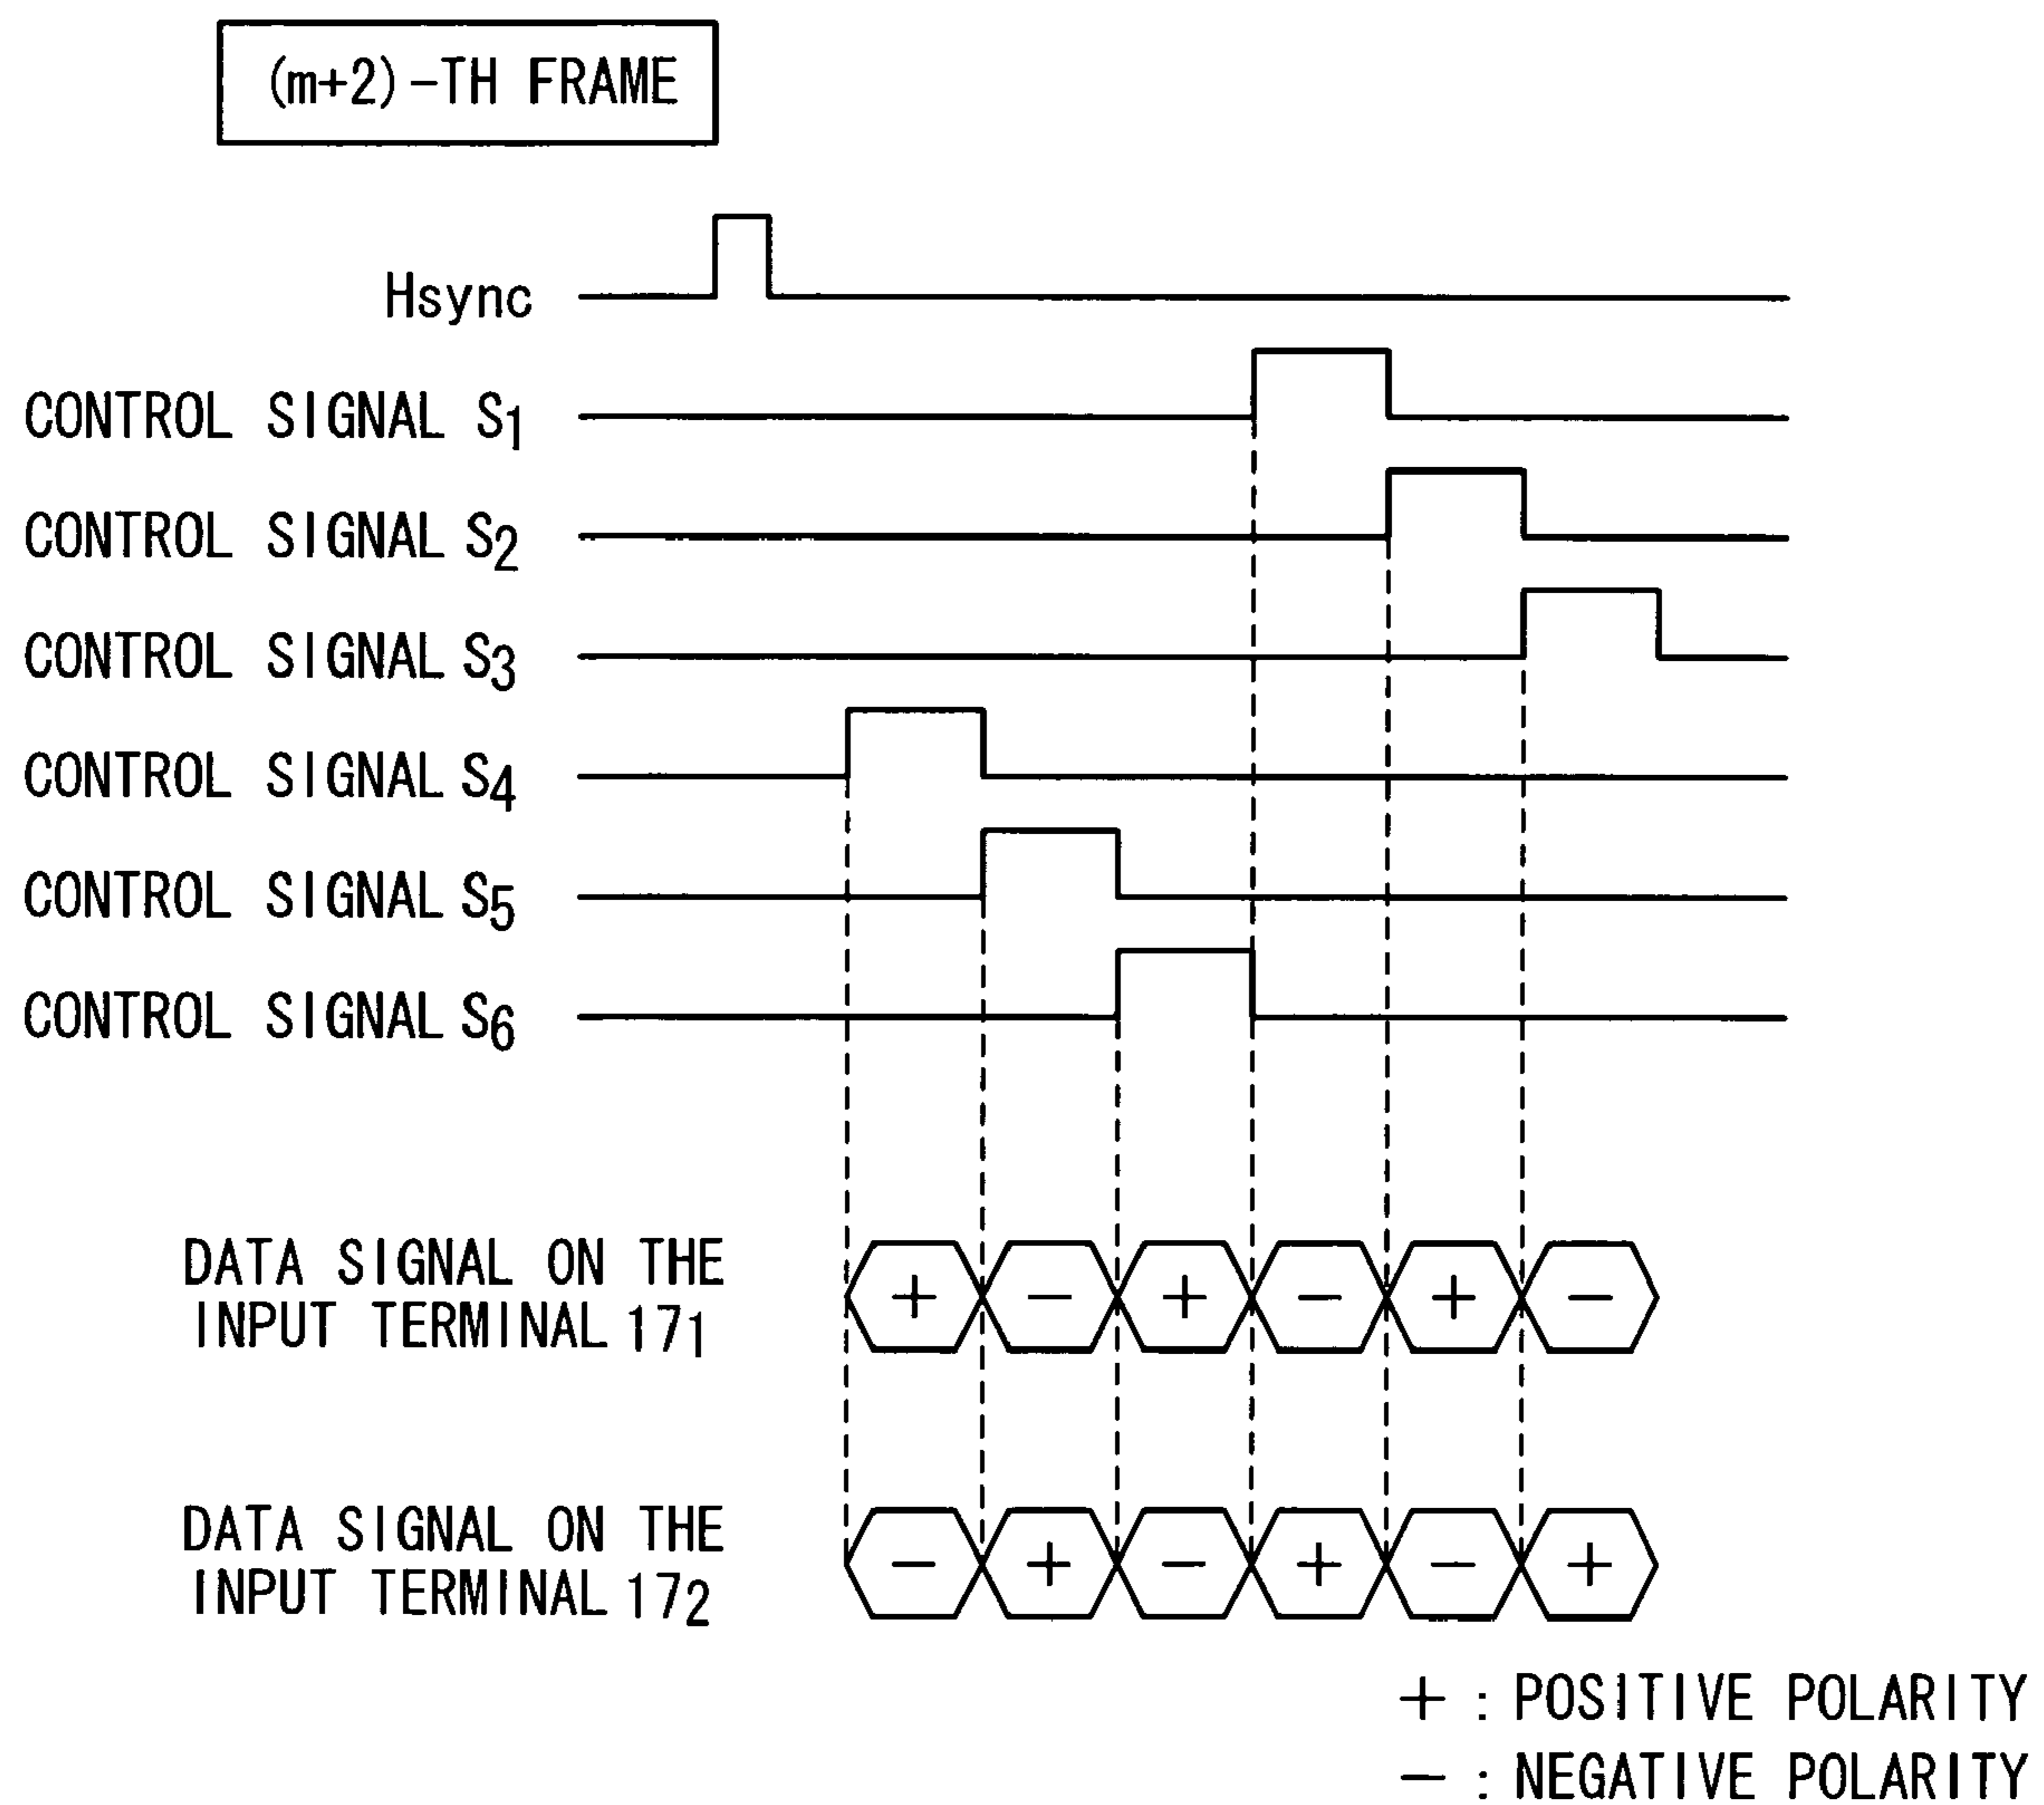 (m+2)-TH FRAME
Hsync
CONTROL SIGNAL S1
CONTROL SIGNAL S2
CONTROL SIGNAL S3
CONTROL SIGNAL S4
CONTROL SIGNAL S5
CONTROL SIGNAL S6
DATA SIGNAL ON THE
INPUT TERMINAL 171
+ − + − + −
DATA SIGNAL ON THE
INPUT TERMINAL 172
− + − + − +
+ : POSITIVE POLARITY
− : NEGATIVE POLARITY